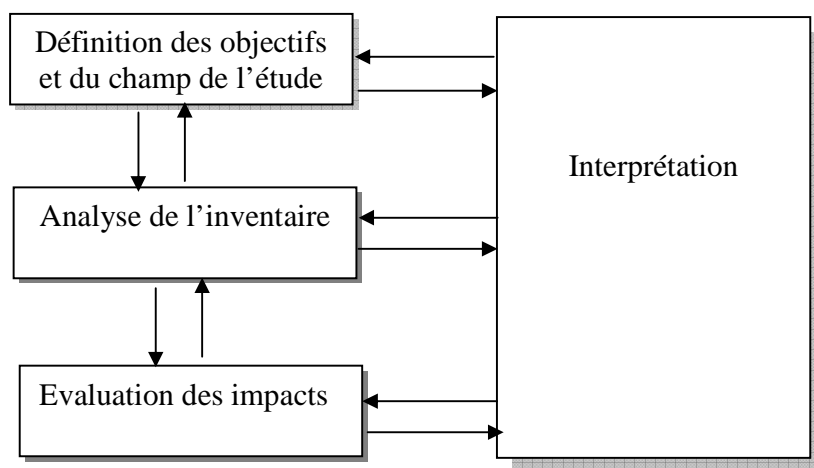 Définition des objectifs
et du champ de l’étude
Interprétation
Analyse de l’inventaire
Evaluation des impacts